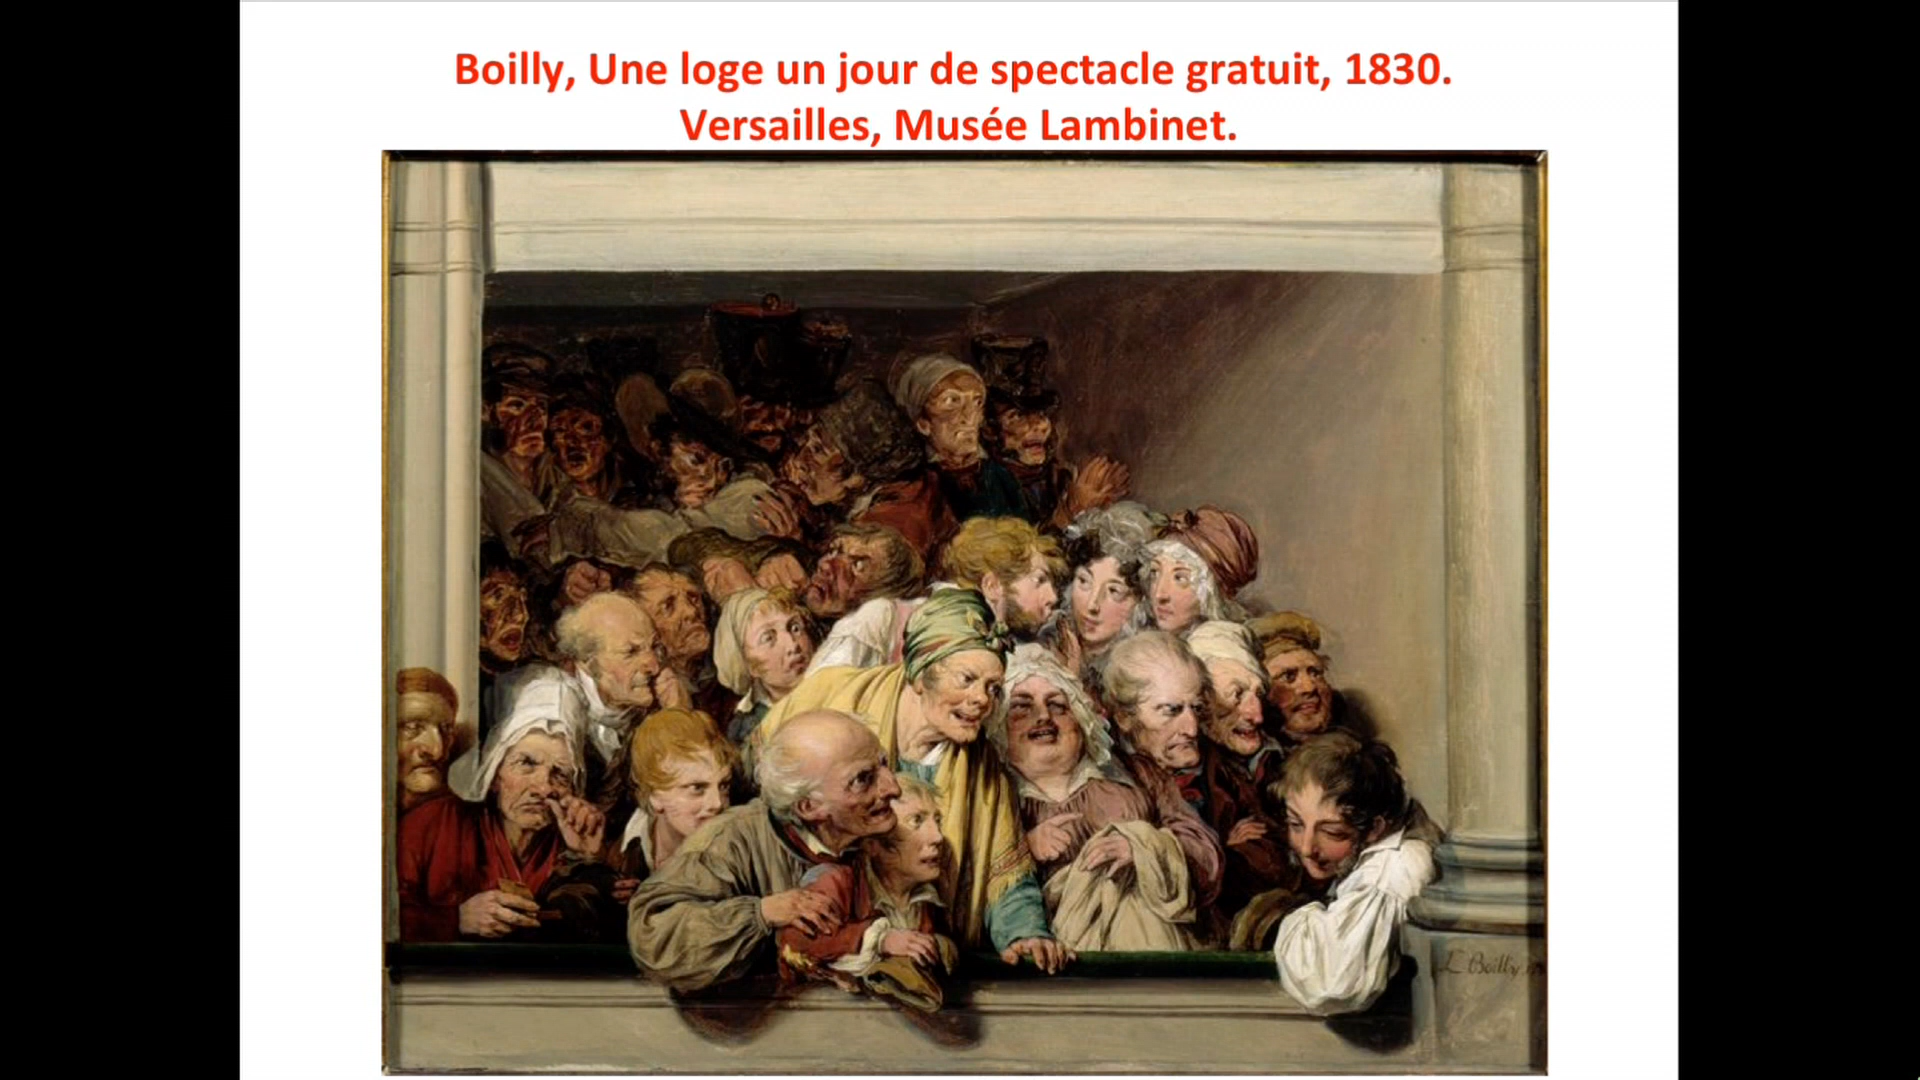 Boilly, Une loge un jour de spectacle gratuit, 1830.
Versailles, Musée Lambinet.
L. Boilly